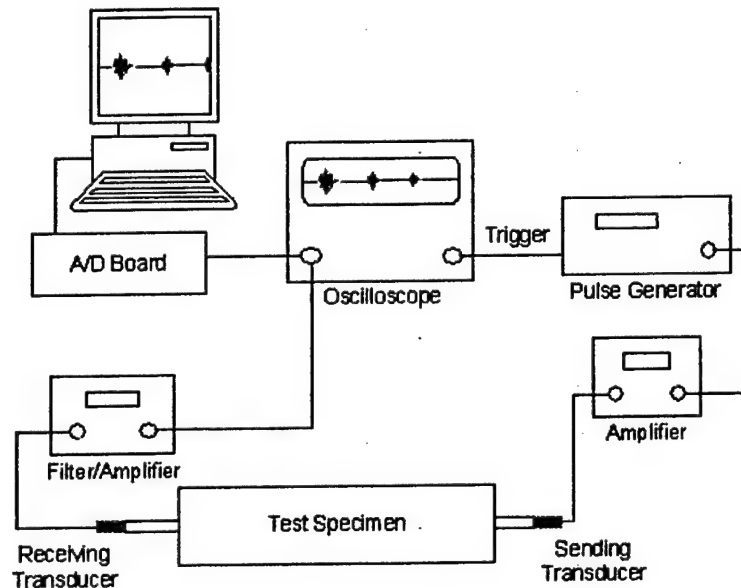 Trigger
A/D Board
Oscilloscope
Pulse Generator
Amplifier
Filter/Amplifier
Test Specimen
Receiving
Transducer
Sending
Transducer